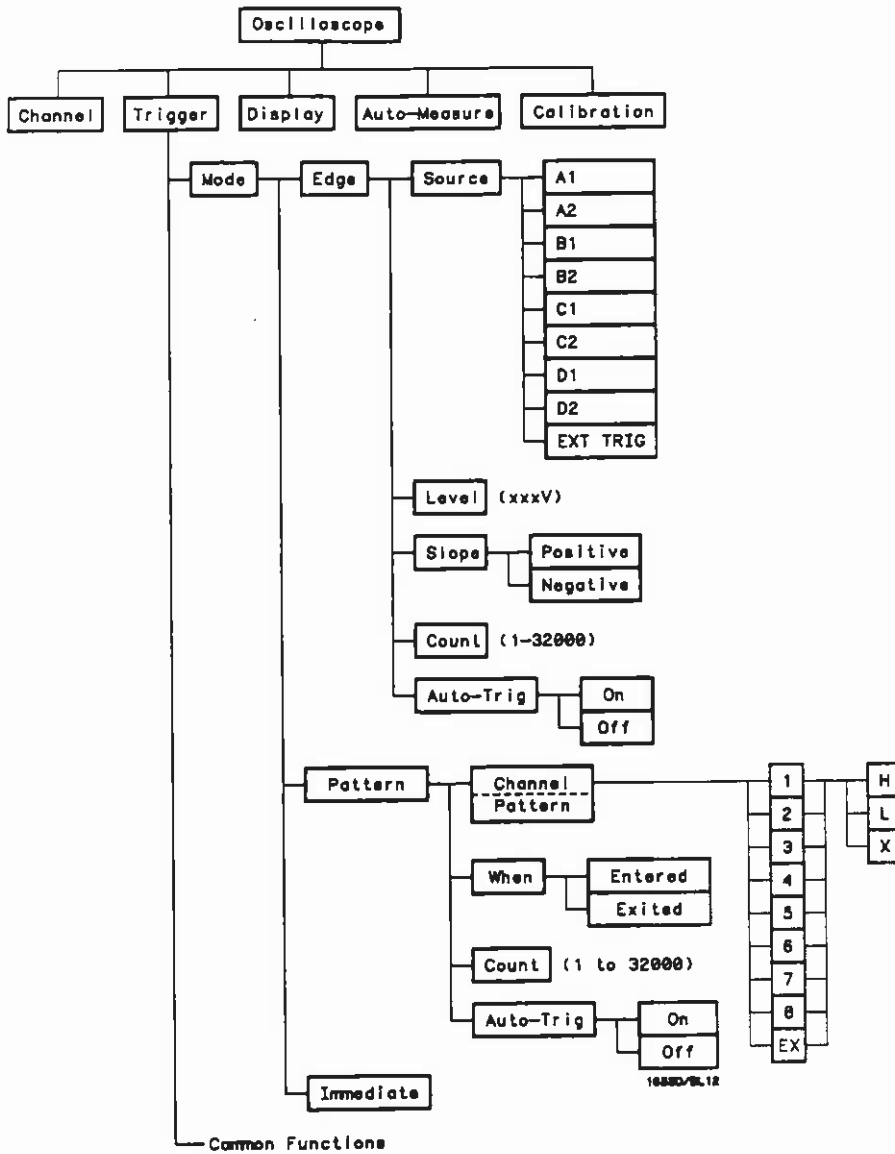 Oscilloscope
Channel Trigger Display Auto-Measure Calibration
Mode Edge Source A1
A2
B1
B2
C1
C2
D1
D2
EXT TRIG
Level (xxxV)
Slope Positive
Negative
Count (1-32000)
Auto-Trig On
Off
Pattern Channel 1 H
Pattern 2 L
3 X
When Entered 4
Exited 5
6
Count (1 to 32000) 7
Auto-Trig On 8
Off EX
Immediate
Common Functions